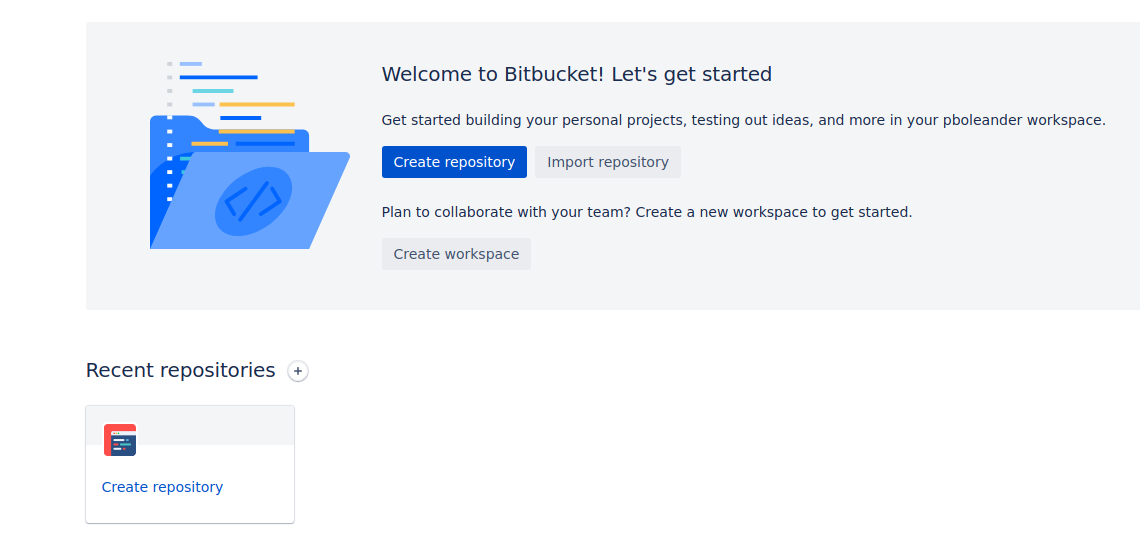 Welcome to Bitbucket! Let's get started
Get started building your personal projects, testing out ideas, and more in your pboleander workspace.
Create repository
Import repository
Plan to collaborate with your team? Create a new workspace to get started.
Create workspace
Recent repositories
Create repository